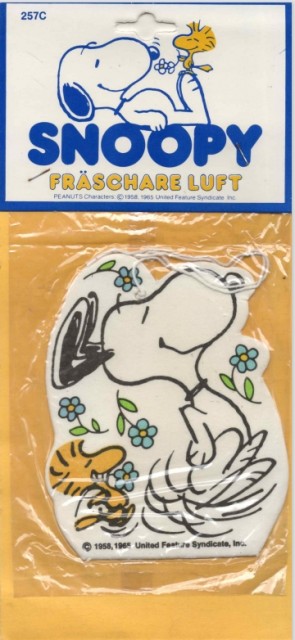 257C
SNOOPY
FRÄSCHARE LUFT
PEANUTS Characters: © 1958, 1965 United Feature Syndicate, Inc.
© 1958, 1965 United Feature Syndicate, Inc.